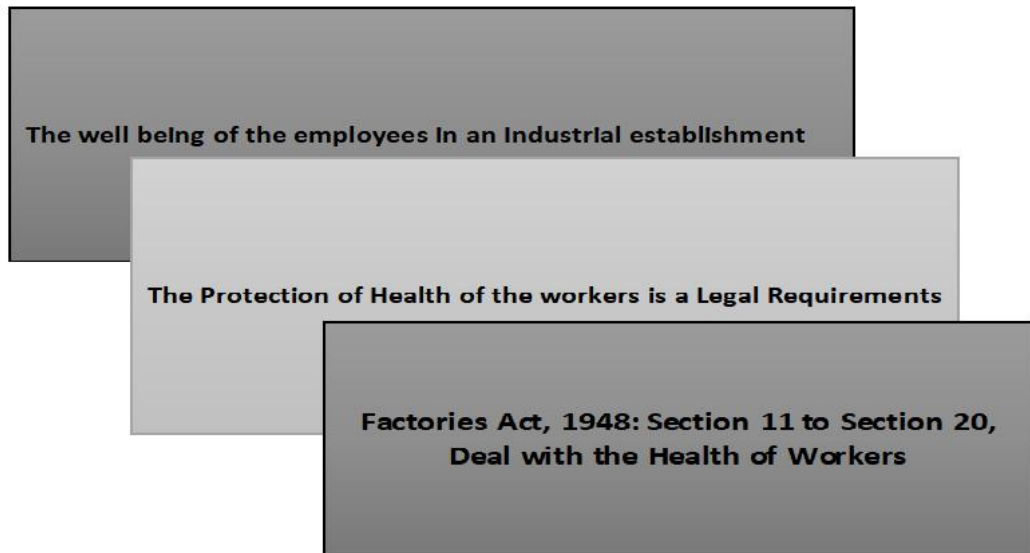 The well being of the employees in an Industrial establishment
The Protection of Health of the workers is a Legal Requirements
Factories Act, 1948: Section 11 to Section 20,
Deal with the Health of Workers